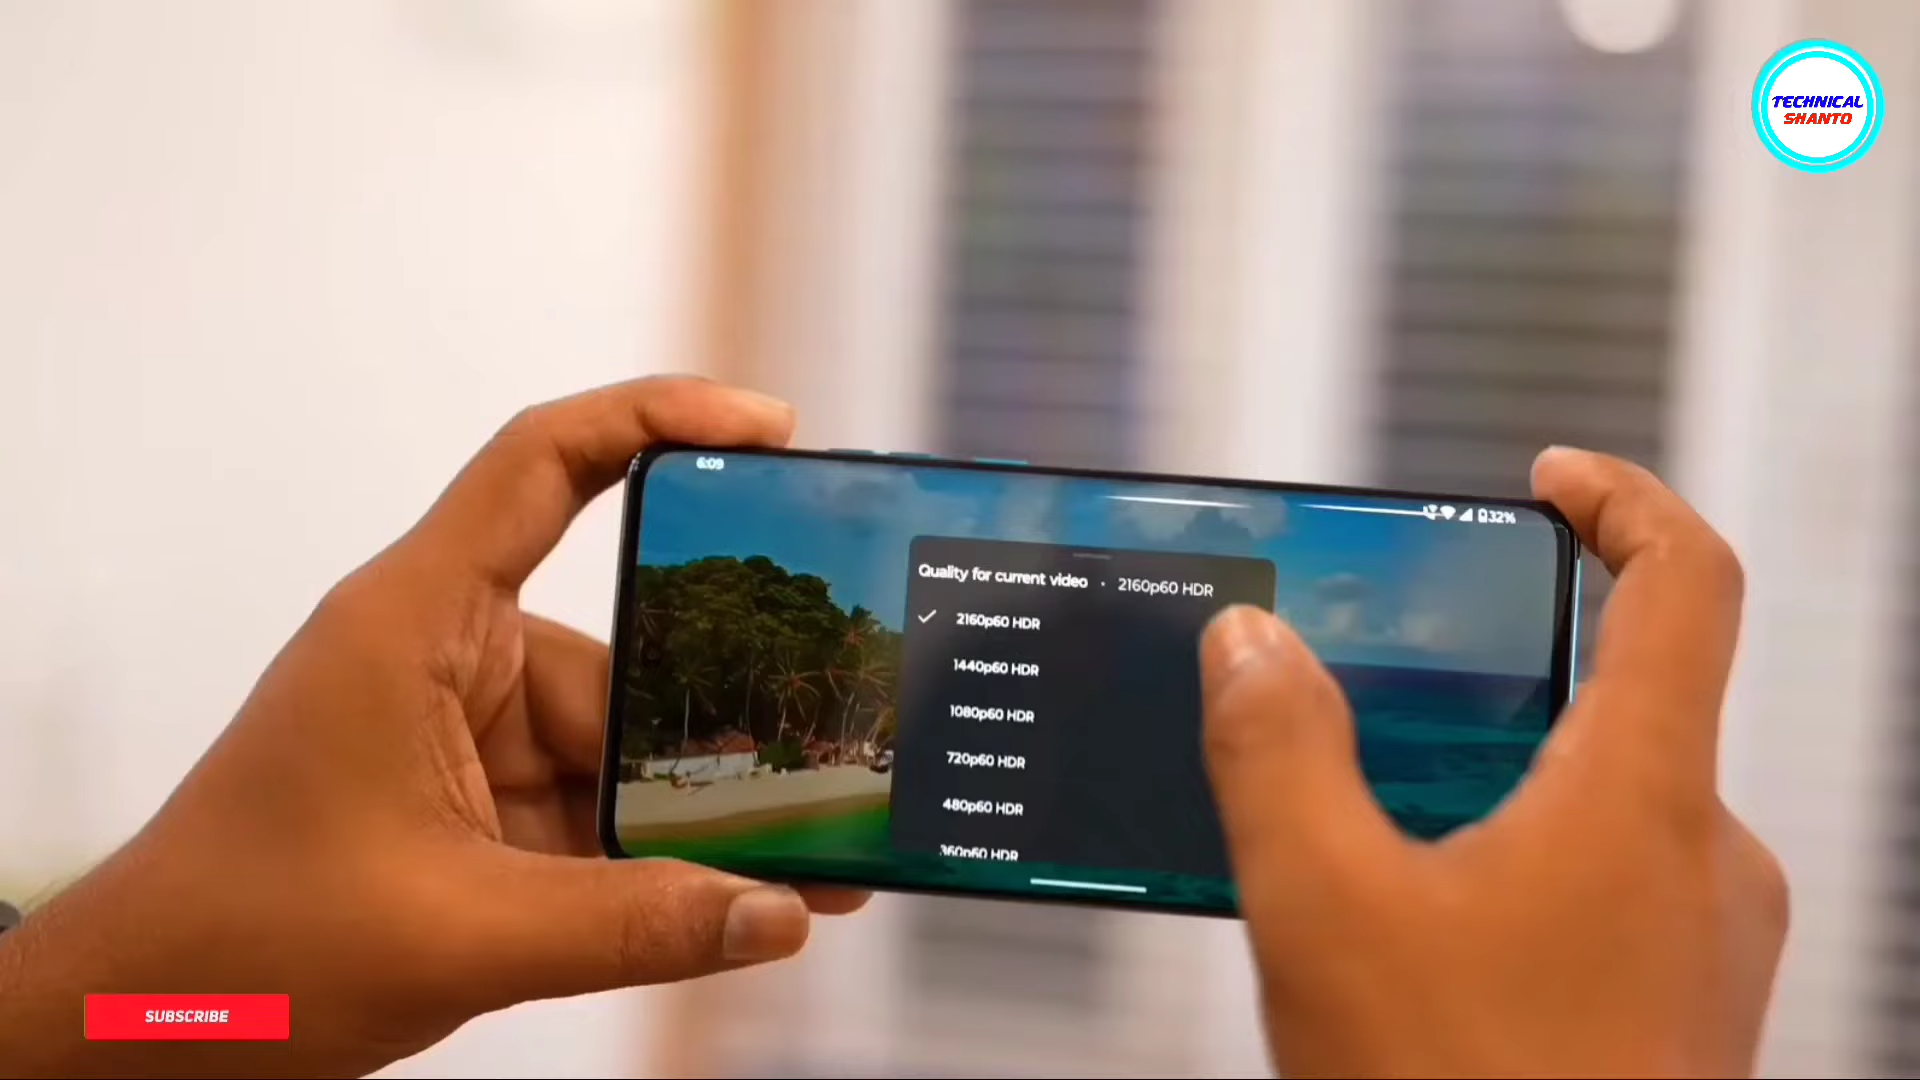 TECHNICAL
SHANTO
6:09
32%
Quality for current video • 2160p60 HDR
2160p60 HDR
1440p60 HDR
1080p60 HDR
720p60 HDR
480p60 HDR
360p60 HDR
SUBSCRIBE